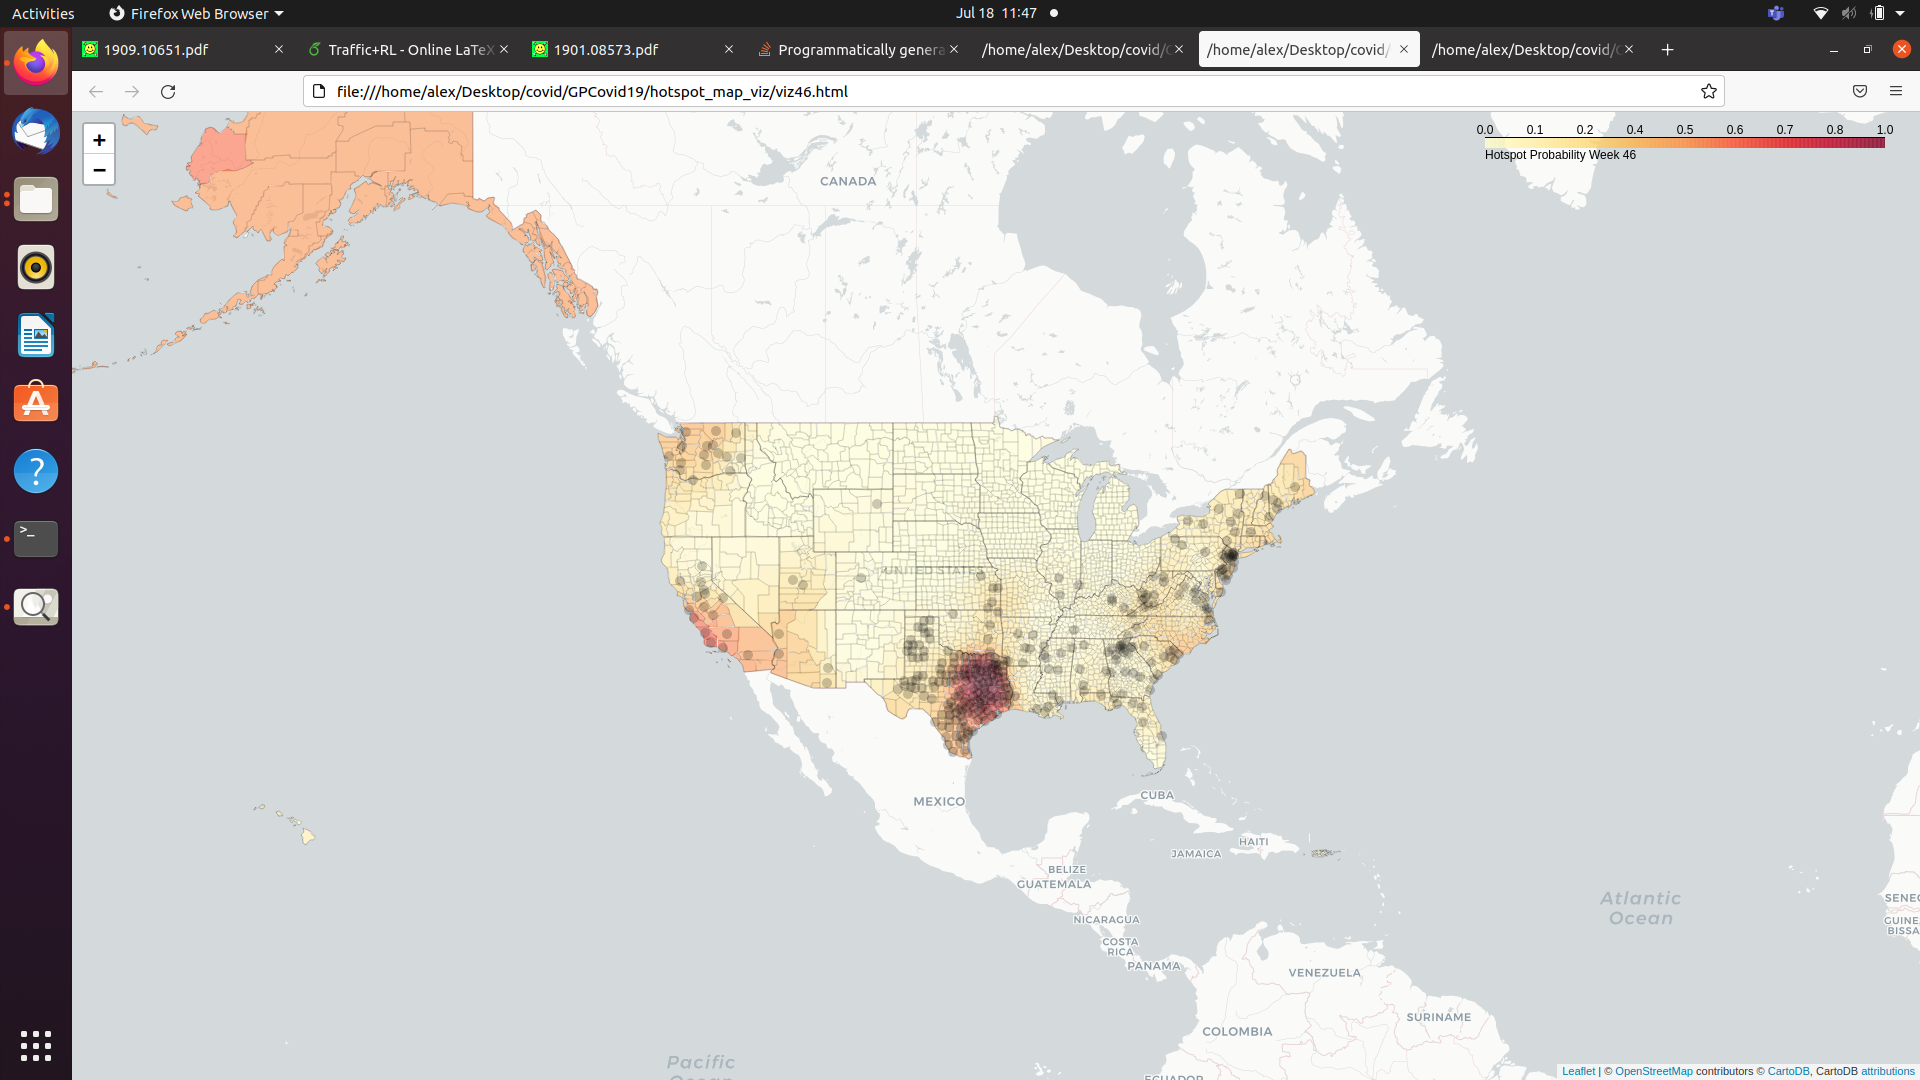 Activities
Firefox Web Browser
Jul 18 11:47
1909.10651.pdf
Traffic+RL - Online LaTeX
1901.08573.pdf
Programmatically genera
/home/alex/Desktop/covid/
/home/alex/Desktop/covid/
/home/alex/Desktop/covid/
file:///home/alex/Desktop/covid/GPCovid19/hotspot_map_viz/viz46.html
+
−
0.0 0.1 0.2 0.3 0.4 0.5 0.6 0.7 0.8 1.0
Hotspot Probability Week 46
CANADA
UNITED STATES
MEXICO
CUBA
HAITI
JAMAICA
BELIZE
GUATEMALA
NICARAGUA
COSTA
RICA
PANAMA
VENEZUELA
SURINAME
COLOMBIA
ECUADOR
Atlantic
Ocean
Pacific
Ocean
SENEG
GUINE
BISSA
Leaflet | © OpenStreetMap contributors © CartoDB, CartoDB attributions